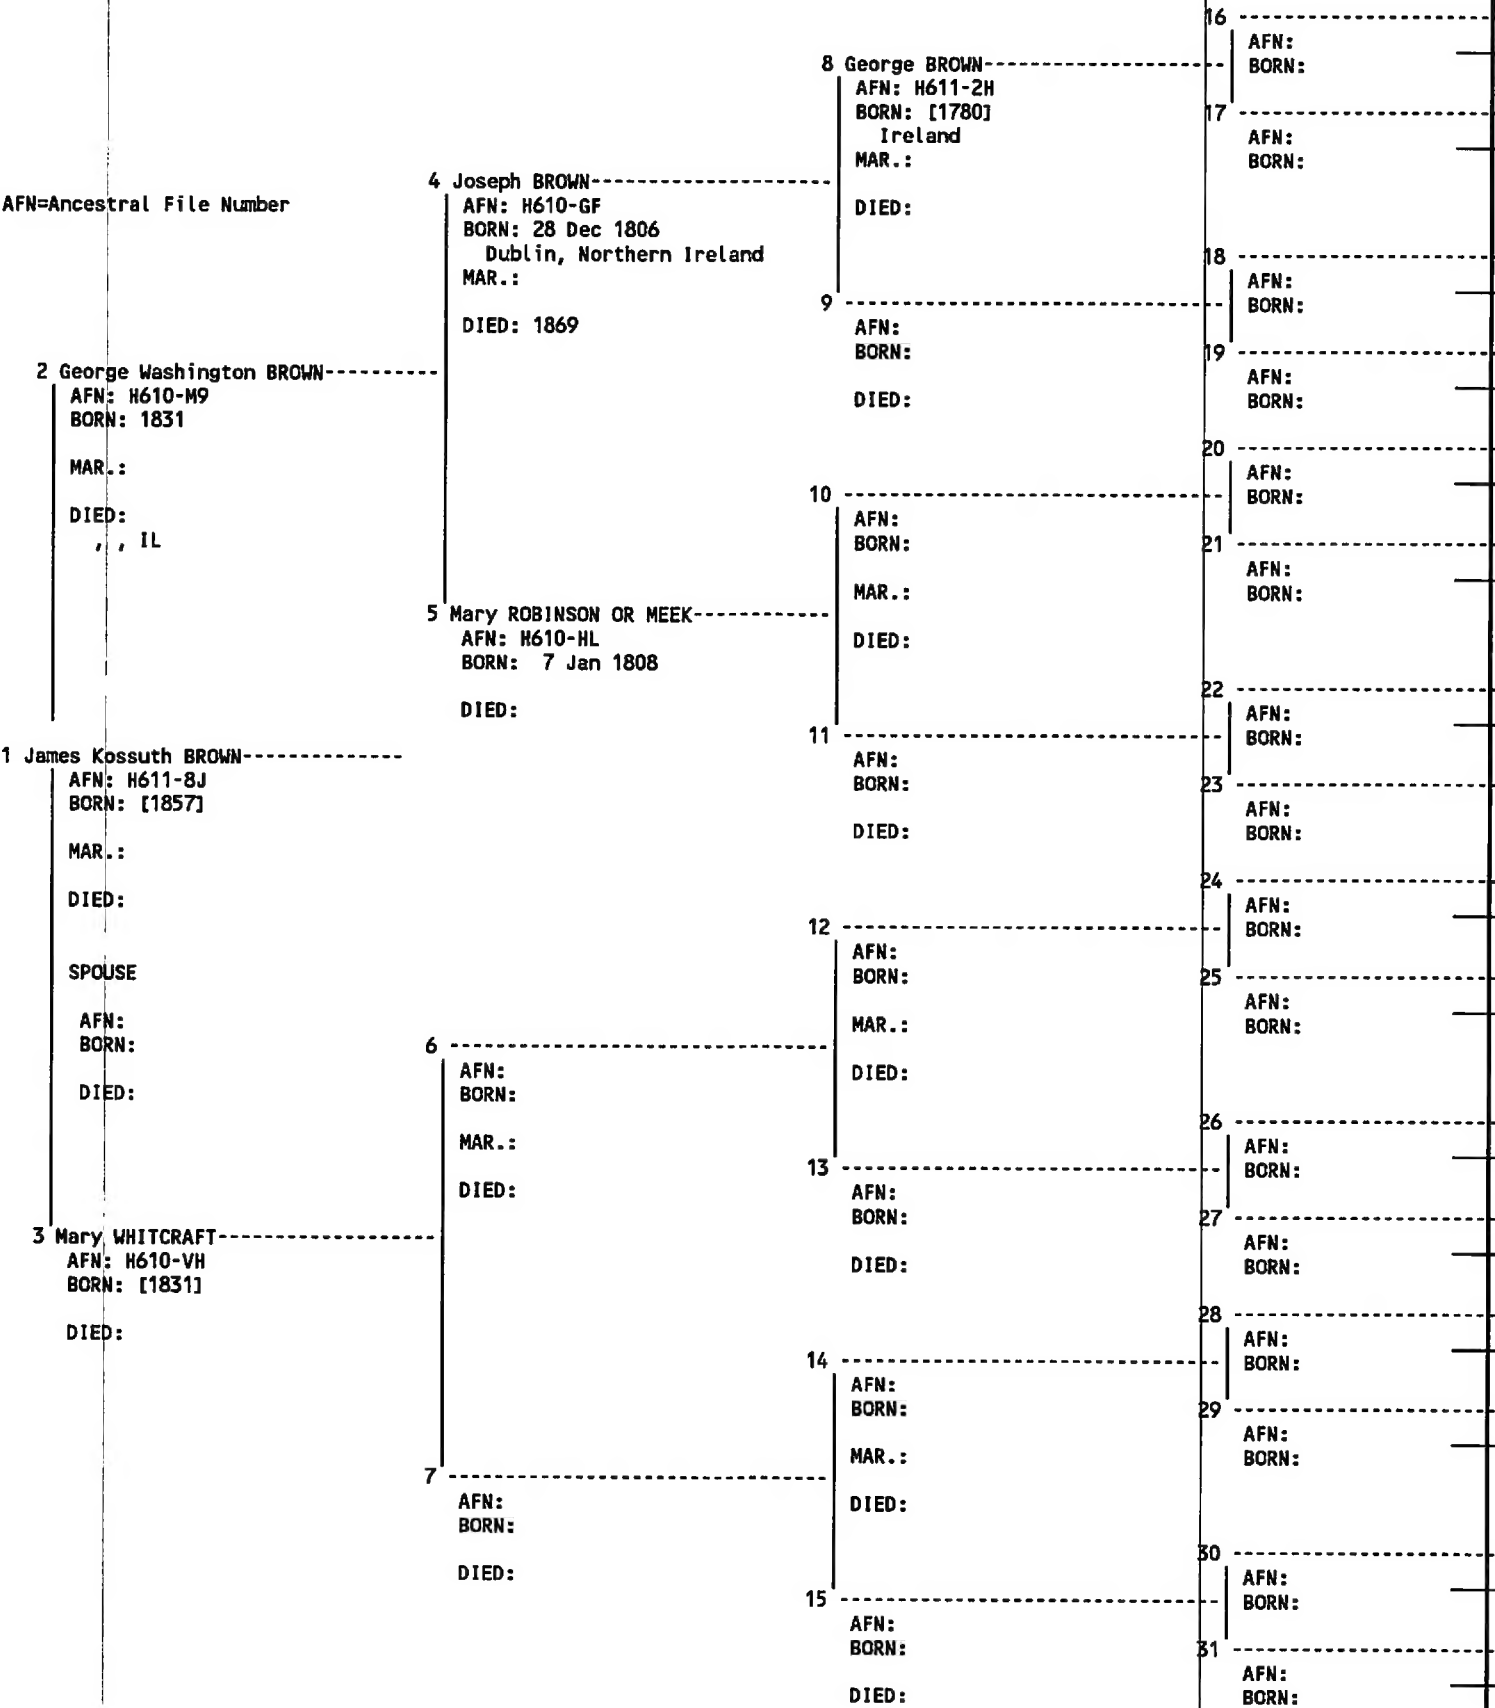 AFN=Ancestral File Number
1 James Kossuth BROWN--------------
AFN: H611-8J
BORN: [1857]
MAR.:
DIED:
SPOUSE
AFN:
BORN:
DIED:
2 George Washington BROWN----------
AFN: H610-M9
BORN: 1831
MAR.:
DIED:
, , IL
3 Mary WHITCRAFT--------------------
AFN: H610-VH
BORN: [1831]
DIED:
4 Joseph BROWN---------------------
AFN: H610-GF
BORN: 28 Dec 1806
Dublin, Northern Ireland
MAR.:
DIED: 1869
5 Mary ROBINSON OR MEEK------------
AFN: H610-HL
BORN: 7 Jan 1808
DIED:
6 ----------------------------------
AFN:
BORN:
MAR.:
DIED:
7 ----------------------------------
AFN:
BORN:
DIED:
8 George BROWN---------------------
AFN: H611-2H
BORN: [1780]
Ireland
MAR.:
DIED:
9 ----------------------------------
AFN:
BORN:
DIED:
10 ----------------------------------
AFN:
BORN:
MAR.:
DIED:
11 ----------------------------------
AFN:
BORN:
DIED:
12 ----------------------------------
AFN:
BORN:
MAR.:
DIED:
13 ----------------------------------
AFN:
BORN:
DIED:
14 ----------------------------------
AFN:
BORN:
MAR.:
DIED:
15 ----------------------------------
AFN:
BORN:
DIED:
16 -----------------------
AFN:
BORN:
17 -----------------------
AFN:
BORN:
18 -----------------------
AFN:
BORN:
19 -----------------------
AFN:
BORN:
20 -----------------------
AFN:
BORN:
21 -----------------------
AFN:
BORN:
22 -----------------------
AFN:
BORN:
23 -----------------------
AFN:
BORN:
24 -----------------------
AFN:
BORN:
25 -----------------------
AFN:
BORN:
26 -----------------------
AFN:
BORN:
27 -----------------------
AFN:
BORN:
28 -----------------------
AFN:
BORN:
29 -----------------------
AFN:
BORN:
30 -----------------------
AFN:
BORN:
31 -----------------------
AFN:
BORN: